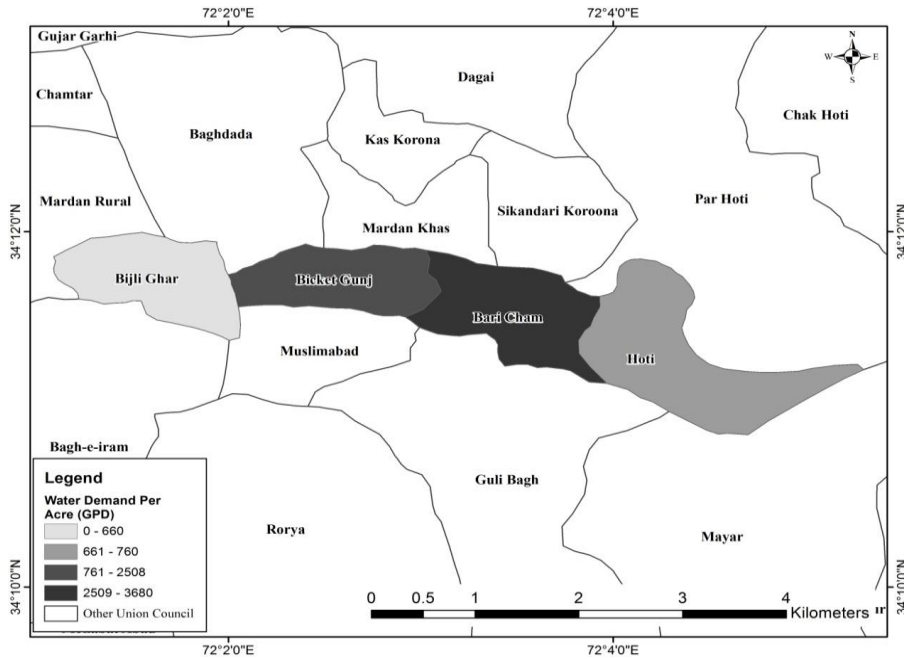 72°2'0"E 72°4'0"E
Gujar Garhi
N
W E
S
Dagai
Chamtar
Chak Hoti
Baghdada
Kas Korona
Mardan Rural
Par Hoti
Sikandari Koroona
Mardan Khas
34°12'0"N 34°12'0"N
Bijli Ghar
Bicket Gunj
Bari Cham
Muslimabad
Hoti
Bagh-e-iram
Guli Bagh
Rorya
Mayar
Legend
Water Demand Per
Acre (GPD)
0 - 660
661 - 760
761 - 2508
2509 - 3680
Other Union Council
34°10'0"N 34°10'0"N
0 0.5 1 2 3 4
Kilometers
72°2'0"E 72°4'0"E